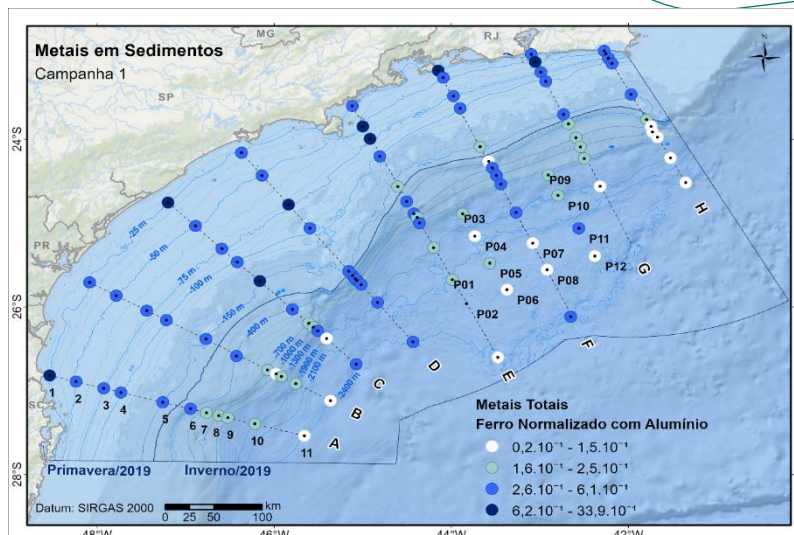 Metais em Sedimentos
Campanha 1
MG
RJ
SP
PR
SC
24°S
26°S
28°S
-25 m
-50 m
-75 m
-100 m
-150 m
-400 m
-700 m
-1000 m
-1300 m
-1900 m
2100 m
-2400 m
P09
P10
P03
P11
P04
P07
P12
P05
P08
P01
P06
P02
H
G
F
E
D
C
B
A
1
2
3
4
5
6
7
8
9
10
11
Primavera/2019
Inverno/2019
Metais Totais
Ferro Normalizado com Alumínio
0,2.10⁻¹ - 1,5.10⁻¹
1,6.10⁻¹ - 2,5.10⁻¹
2,6.10⁻¹ - 6,1.10⁻¹
6,2.10⁻¹ - 33,9.10⁻¹
Datum: SIRGAS 2000
km
0 25 50 100
48°W
46°W
44°W
42°W